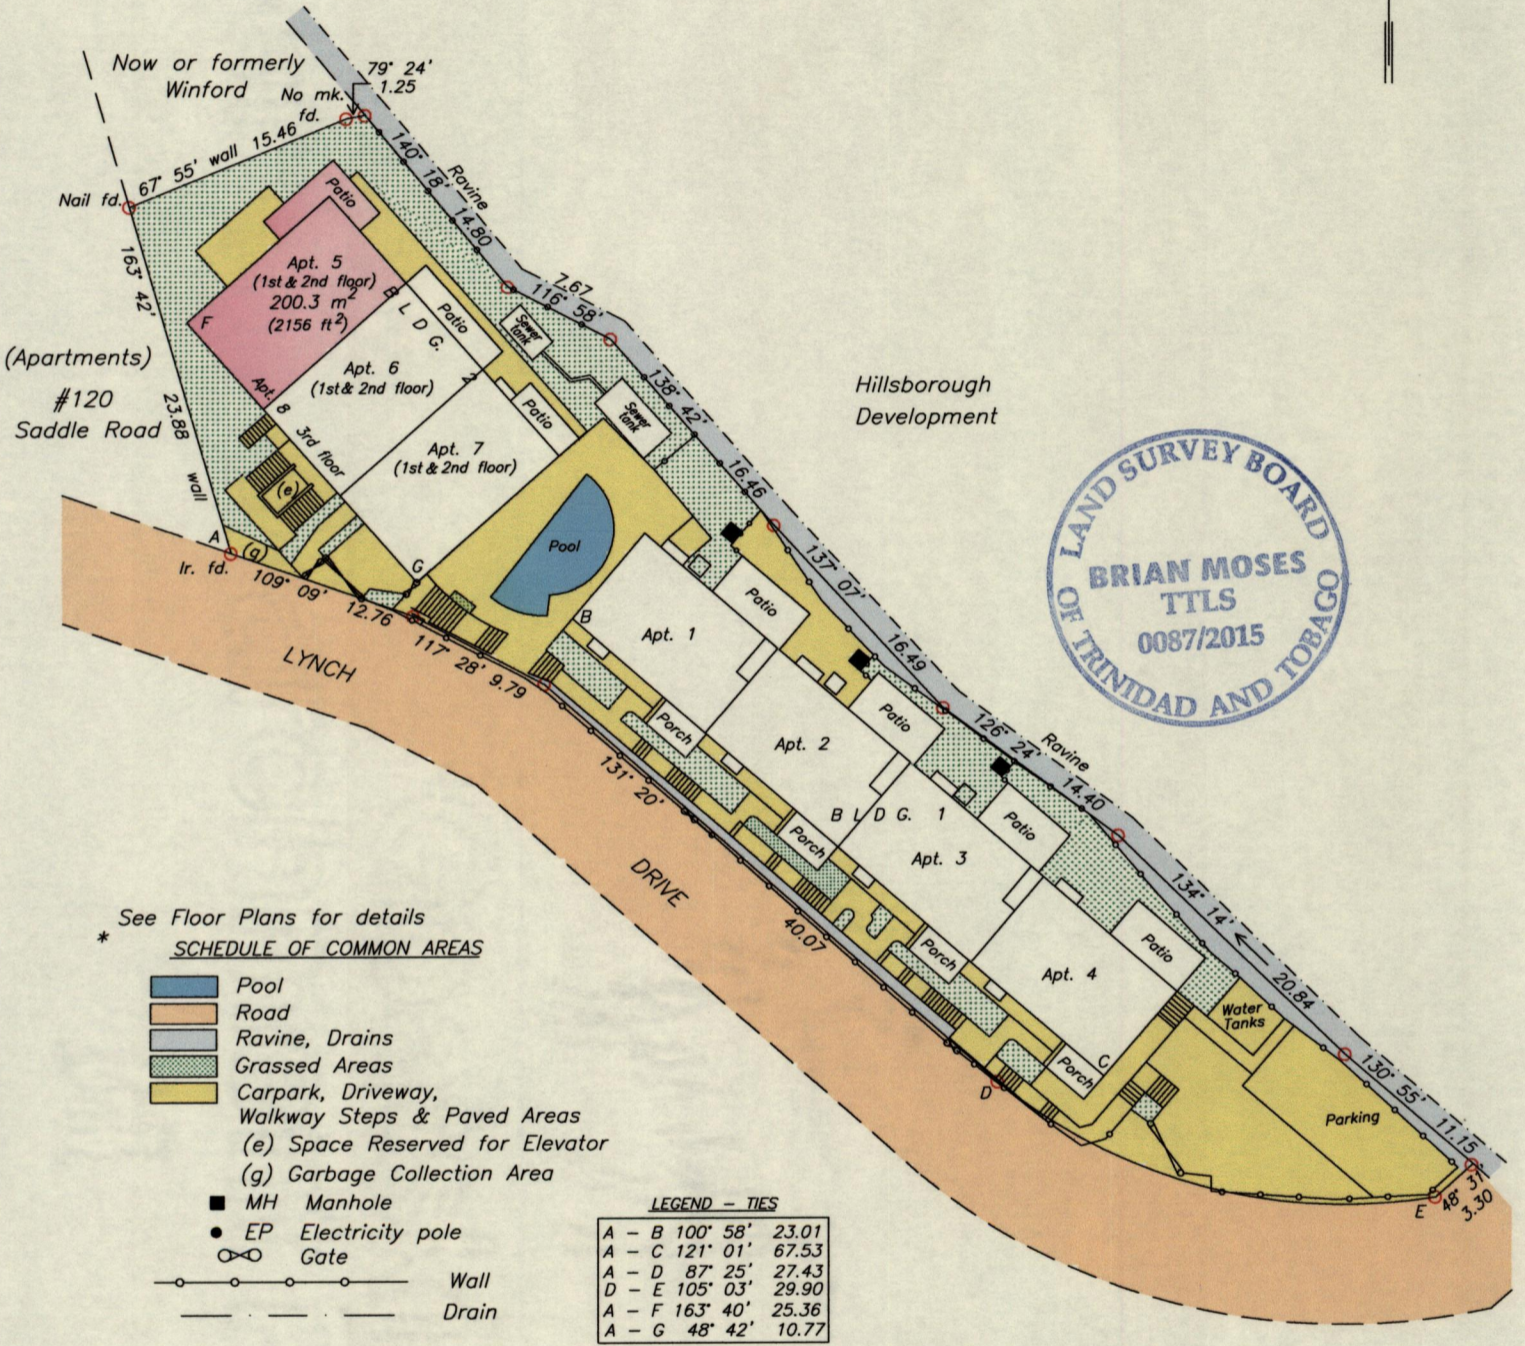 Now or formerly
Winford
79° 24'
1.25
No mk.
fd.
67° 55' wall 15.46
Nail fd.
163° 42'
23.88
wall
(Apartments)
#120
Saddle Road
A
Ir. fd.
(g)
109° 09' 12.76
117° 28' 9.79
LYNCH
DRIVE
131° 20'
40.07
D
E
48° 31'
3.30
140° 18' 14.80
Ravine
7.67
116° 58'
138° 42' 16.46
137° 07' 16.49
126° 24' 14.40
Ravine
134° 14' 20.84
130° 55' 11.15
Hillsborough
Development
Patio
Apt. 5
(1st & 2nd floor)
200.3 m²
(2156 ft²)
F
BLDG. 2
Patio
Apt. 6
(1st & 2nd floor)
Apt. 8
3rd floor
Patio
Apt. 7
(1st & 2nd floor)
(e)
G
Sewer
tank
Sewer
tank
Pool
B
Apt. 1
Patio
Porch
Apt. 2
Patio
BLDG. 1
Porch
Apt. 3
Patio
Porch
Apt. 4
Patio
Porch
C
Water
Tanks
Parking
LAND SURVEY BOARD
BRIAN MOSES
TTLS
0087/2015
OF TRINIDAD AND TOBAGO
See Floor Plans for details
* SCHEDULE OF COMMON AREAS
Pool
Road
Ravine, Drains
Grassed Areas
Carpark, Driveway,
Walkway Steps & Paved Areas
(e) Space Reserved for Elevator
(g) Garbage Collection Area
MH Manhole
EP Electricity pole
Gate
Wall
Drain
LEGEND – TIES
A – B 100° 58' 23.01
A – C 121° 01' 67.53
A – D 87° 25' 27.43
D – E 105° 03' 29.90
A – F 163° 40' 25.36
A – G 48° 42' 10.77